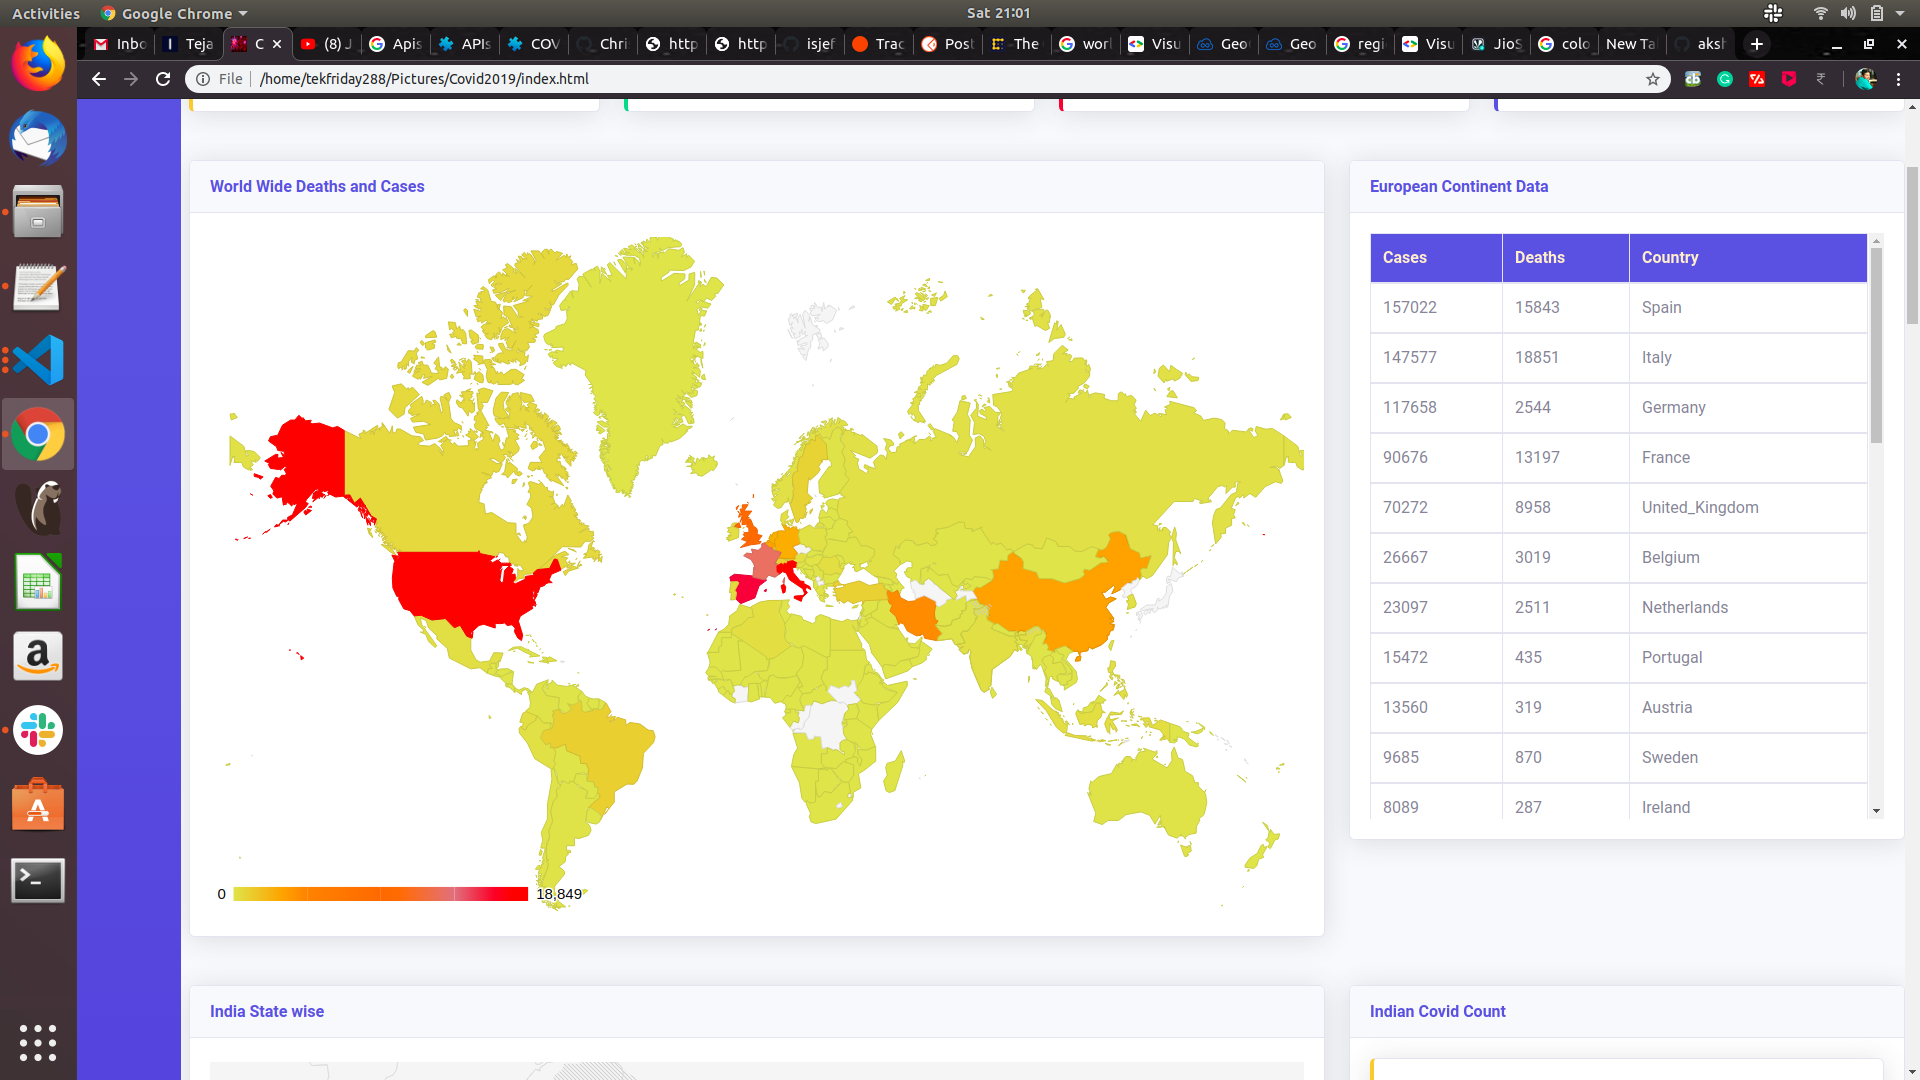 Activities Google Chrome Sat 21:01
Inbo Teja C (8) J Apis APIs COV Chri http http isjef Trac Post The worl Visu Geo Geo regi Visu JioS colo New Ta aksh
File /home/tekfriday288/Pictures/Covid2019/index.html
World Wide Deaths and Cases
0 18,849
European Continent Data
Cases Deaths Country
157022 15843 Spain
147577 18851 Italy
117658 2544 Germany
90676 13197 France
70272 8958 United_Kingdom
26667 3019 Belgium
23097 2511 Netherlands
15472 435 Portugal
13560 319 Austria
9685 870 Sweden
8089 287 Ireland
India State wise
Indian Covid Count